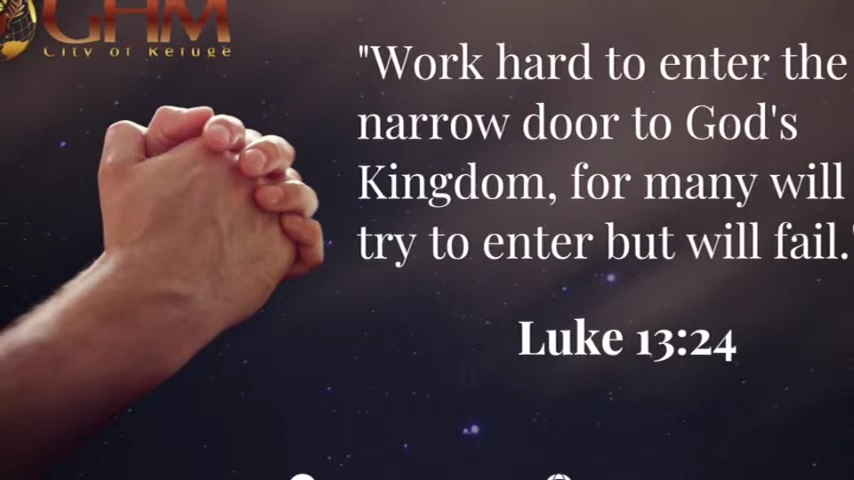 GHM
City of Refuge
"Work hard to enter the
narrow door to God's
Kingdom, for many will
try to enter but will fail."
Luke 13:24